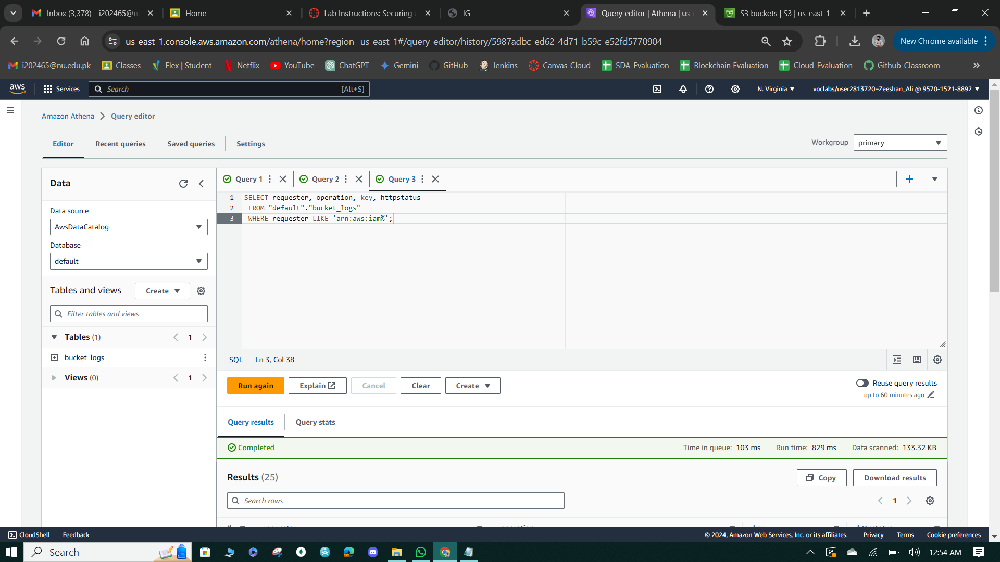 Inbox (3,378) - i202465@n
Home
Lab Instructions: Securing
IG
Query editor | Athena | us-
S3 buckets | S3 | us-east-1
us-east-1.console.aws.amazon.com/athena/home?region=us-east-1#/query-editor/history/5987adbc-ed62-4d71-b59c-e52fd5770904
New Chrome available
i202465@nu.edu.pk
Classes
Flex | Student
Netflix
YouTube
ChatGPT
Gemini
GitHub
Jenkins
Canvas-Cloud
SDA-Evaluation
Blockchain Evaluation
Cloud-Evaluation
Github-Classroom
aws
Services
Search
[Alt+S]
N. Virginia
voclabs/user2813720=Zeeshan_Ali @ 9570-1521-8892
Amazon Athena
Query editor
Editor
Recent queries
Saved queries
Settings
Workgroup
primary
Data
Data source
AwsDataCatalog
Database
default
Tables and views
Create
Filter tables and views
Tables (1)
1
bucket_logs
Views (0)
1
Query 1
Query 2
Query 3
1 SELECT requester, operation, key, httpstatus
2 FROM "default"."bucket_logs"
3 WHERE requester LIKE 'arn:aws:iam%';
SQL
Ln 3, Col 38
Run again
Explain
Cancel
Clear
Create
Reuse query results
up to 60 minutes ago
Query results
Query stats
Completed
Time in queue: 103 ms
Run time: 829 ms
Data scanned: 133.32 KB
Results (25)
Copy
Download results
Search rows
1
CloudShell
Feedback
© 2024, Amazon Web Services, Inc. or its affiliates.
Privacy
Terms
Cookie preferences
Search
12:54 AM